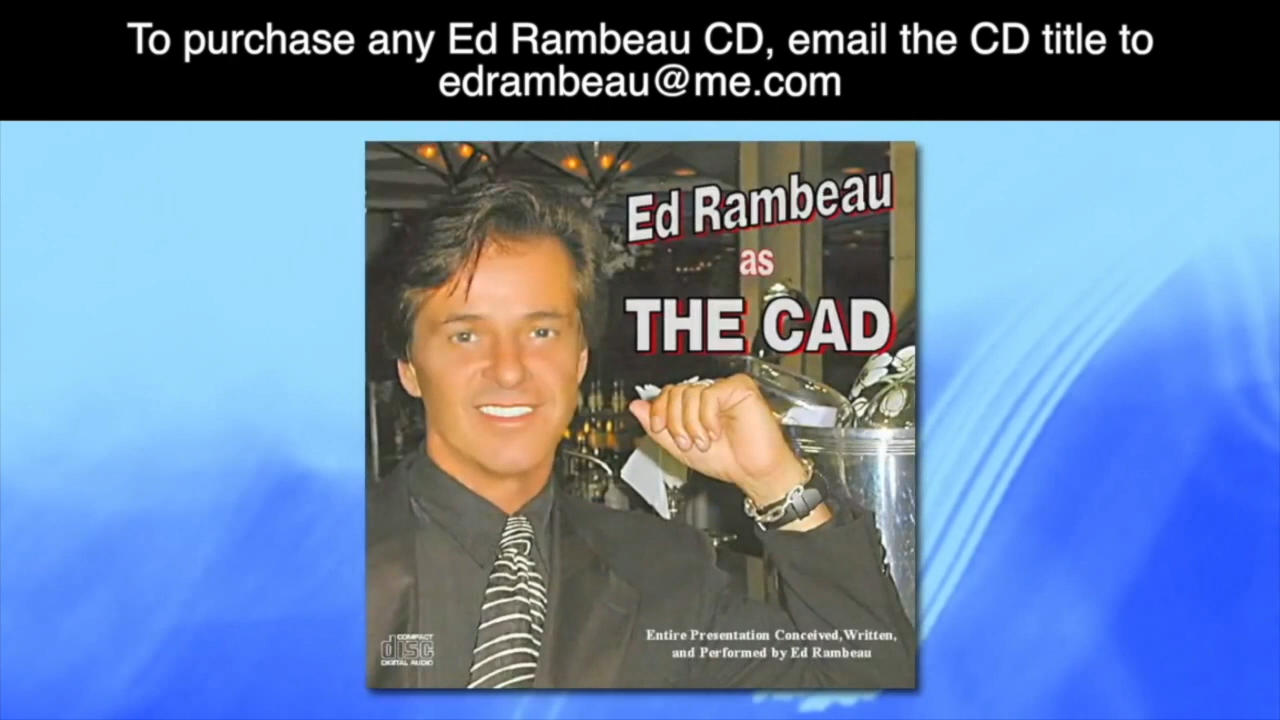 To purchase any Ed Rambeau CD, email the CD title to
edrambeau@me.com
Ed Rambeau
as
THE CAD
Entire Presentation Conceived, Written,
and Performed by Ed Rambeau
COMPACT
disc
DIGITAL AUDIO